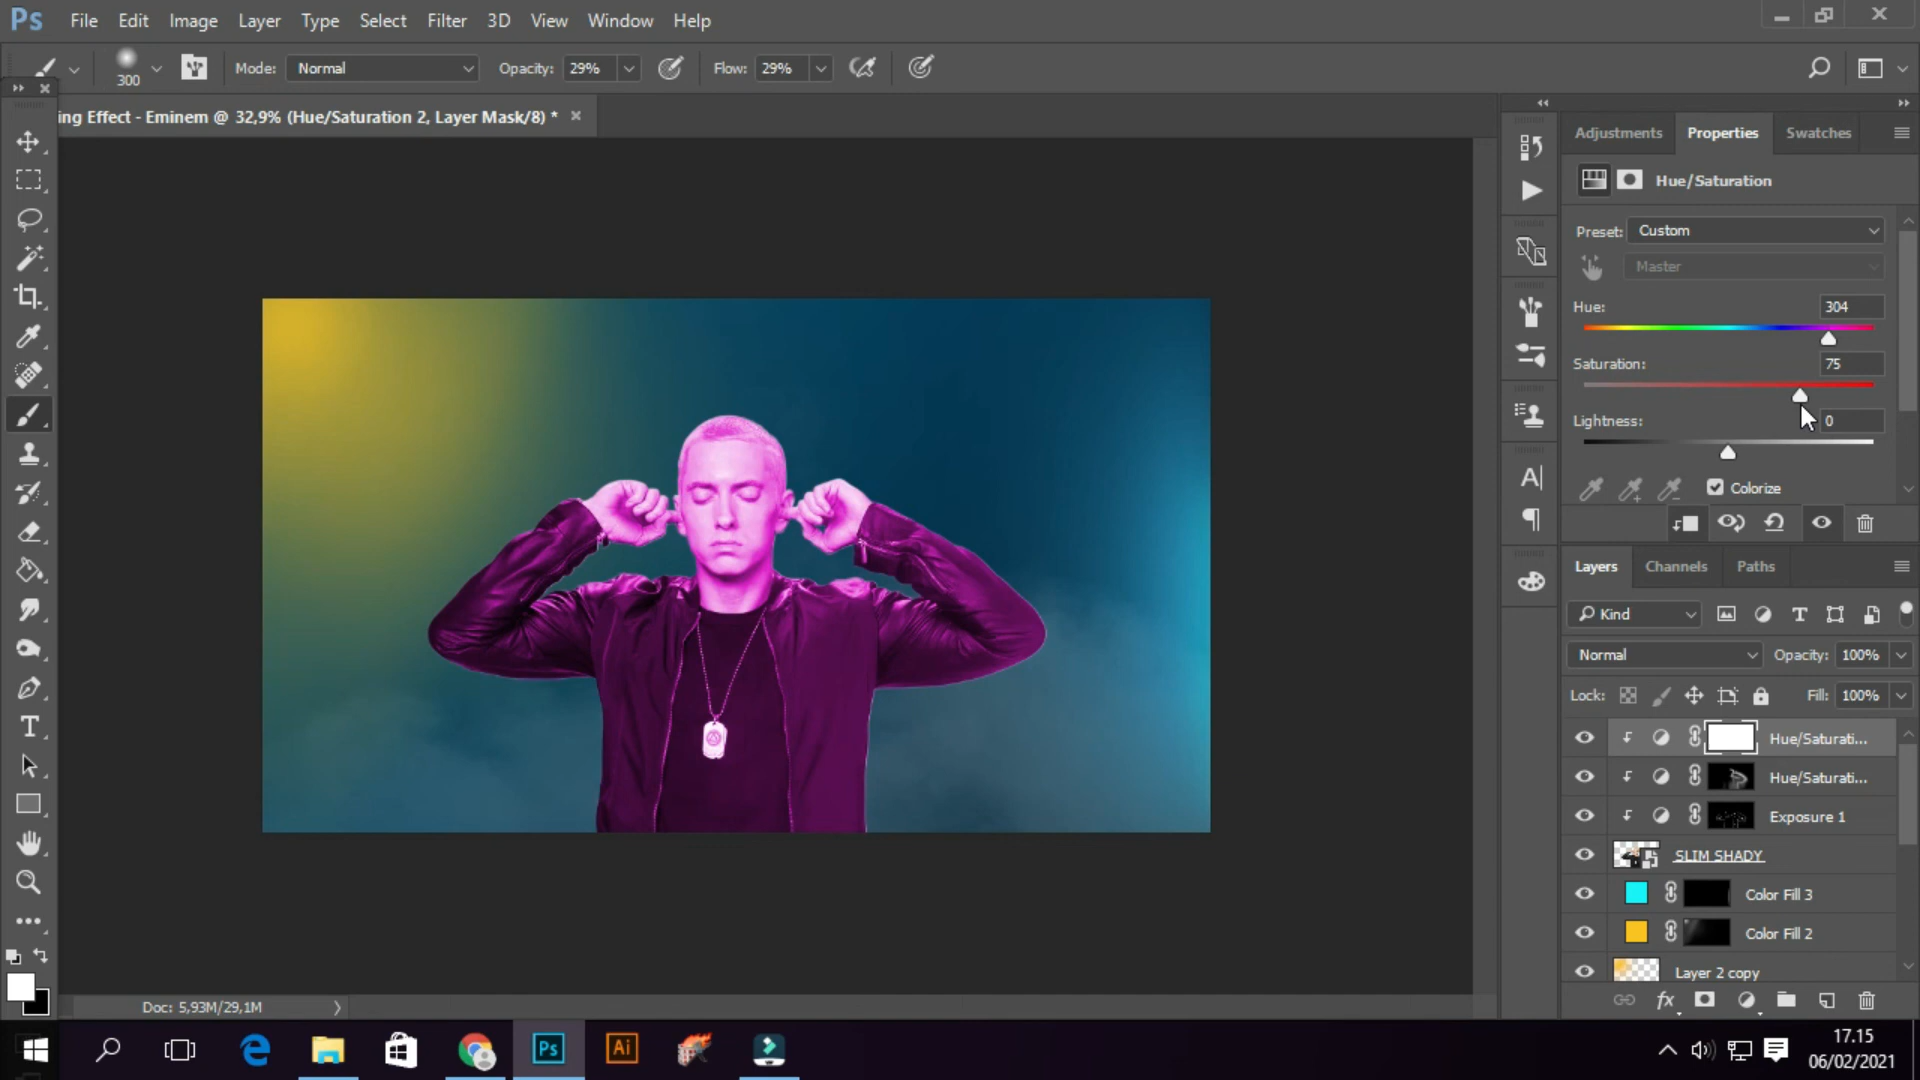 Ps File Edit Image Layer Type Select Filter 3D View Window Help
300 Mode: Normal Opacity: 29% Flow: 29%
ing Effect - Eminem @ 32,9% (Hue/Saturation 2, Layer Mask/8) *
Adjustments Properties Swatches
Hue/Saturation
Preset: Custom
Master
Hue: 304
Saturation: 75
Lightness: 0
Colorize
Layers Channels Paths
Kind
Normal Opacity: 100%
Lock: Fill: 100%
Hue/Saturati...
Hue/Saturati...
Exposure 1
SLIM SHADY
Color Fill 3
Color Fill 2
Layer 2 copy
fx
Doc: 5,93M/29,1M
Ps Ai
17.15
06/02/2021